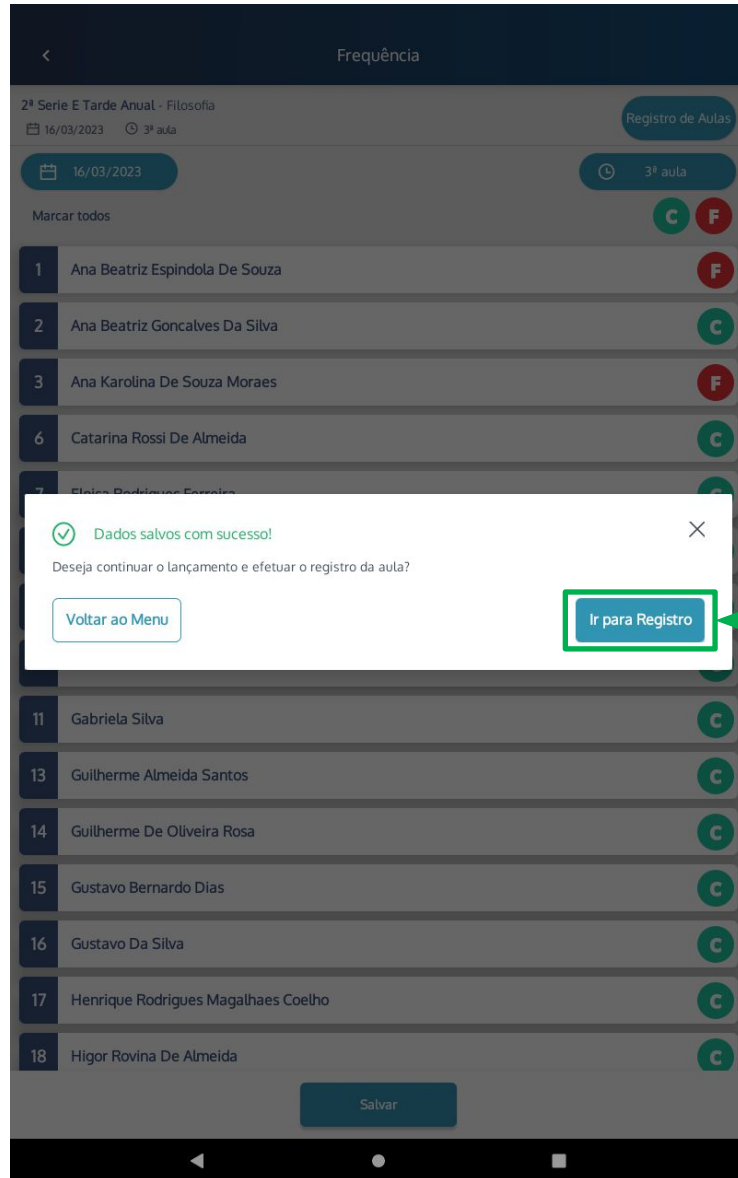 Frequência
2ª Serie E Tarde Anual - Filosofia
16/03/2023 3ª aula
Registro de Aulas
16/03/2023
3ª aula
Marcar todos
C F
1 Ana Beatriz Espindola De Souza F
2 Ana Beatriz Goncalves Da Silva C
3 Ana Karolina De Souza Moraes F
6 Catarina Rossi De Almeida C
7 Eloisa Rodrigues Ferreira C
Dados salvos com sucesso!
Deseja continuar o lançamento e efetuar o registro da aula?
Voltar ao Menu
Ir para Registro
11 Gabriela Silva C
13 Guilherme Almeida Santos C
14 Guilherme De Oliveira Rosa C
15 Gustavo Bernardo Dias C
16 Gustavo Da Silva C
17 Henrique Rodrigues Magalhaes Coelho C
18 Higor Rovina De Almeida C
Salvar